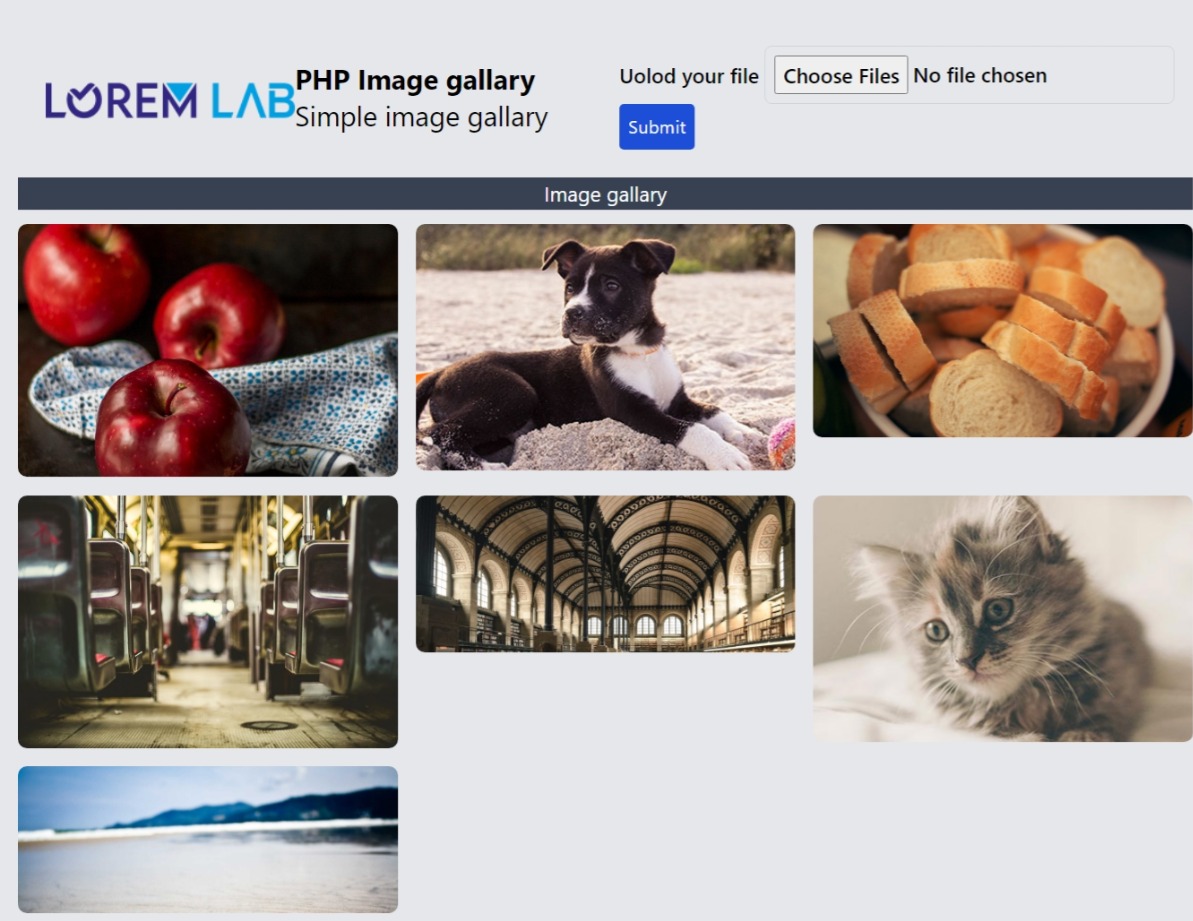 LOREM LAB
PHP Image gallary
Simple image gallary
Uolod your file
Choose Files No file chosen
Submit
Image gallary